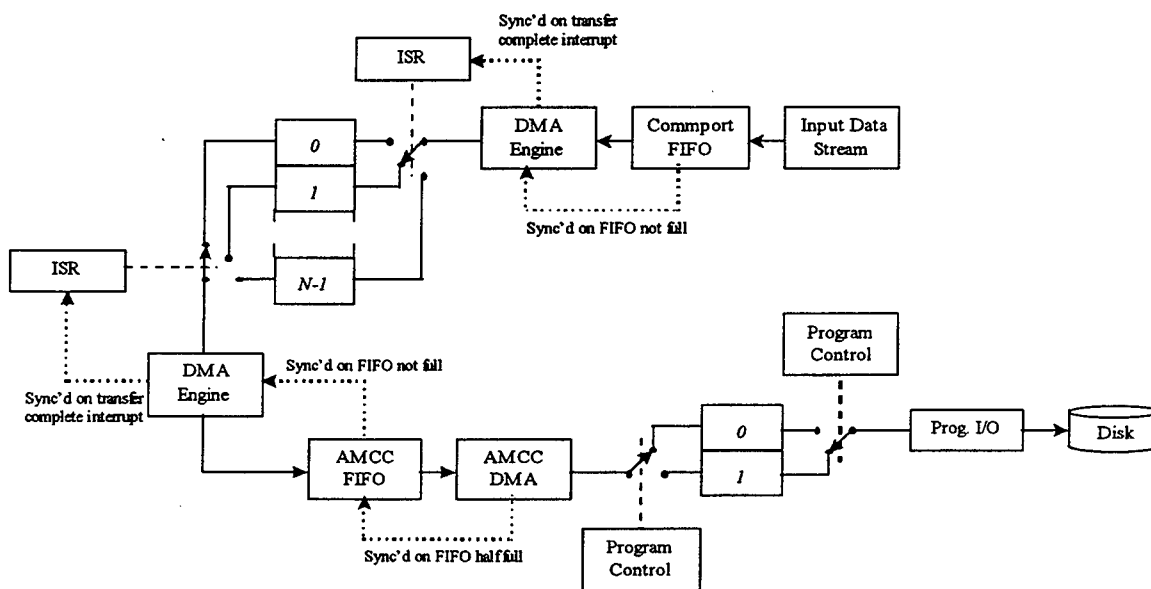 Sync'd on transfer
complete interrupt
ISR
DMA
Engine
Commport
FIFO
Input Data
Stream
0
1
N-1
Sync'd on FIFO not full
ISR
DMA
Engine
Sync'd on FIFO not full
Sync'd on transfer
complete interrupt
Program
Control
0
1
Prog. I/O
Disk
AMCC
FIFO
AMCC
DMA
Sync'd on FIFO half full
Program
Control